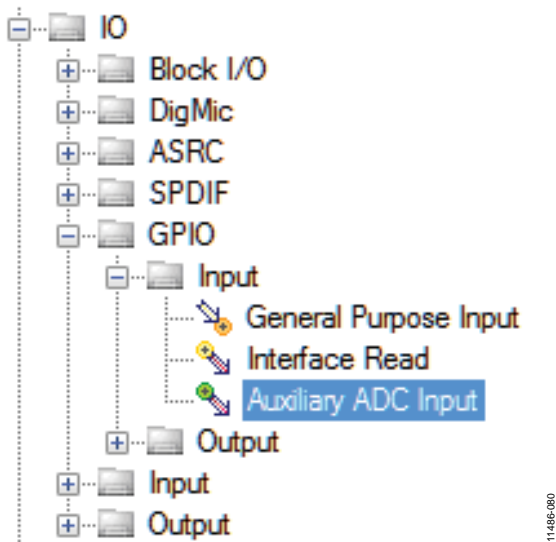 IO
Block I/O
DigMic
ASRC
SPDIF
GPIO
Input
General Purpose Input
Interface Read
Auxiliary ADC Input
Output
Input
Output
11486-080